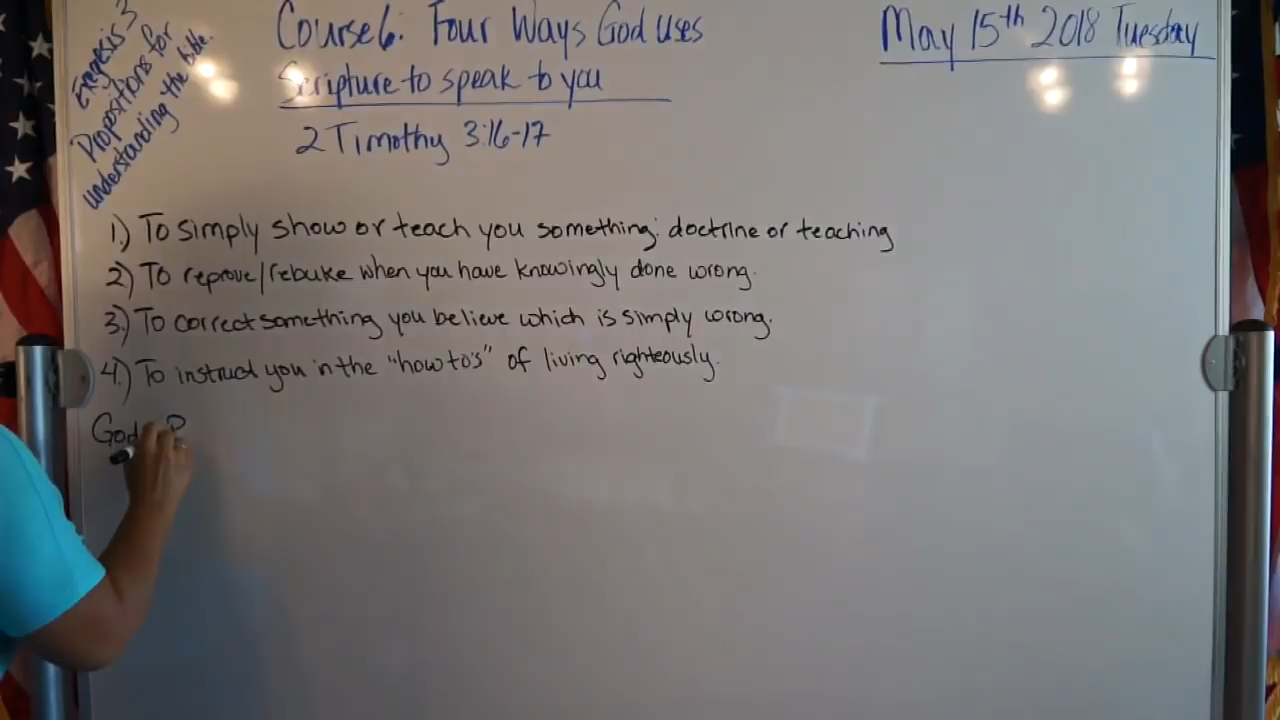 Exegesis 3
Propositions for
understanding the bible.
Course 6: Four Ways God uses
Scripture to speak to you
2 Timothy 3:16-17
May 15th 2018 Tuesday
1.) To simply show or teach you something: doctrine or teaching
2.) To reprove/rebuke when you have knowingly done wrong.
3.) To correct something you believe which is simply wrong.
4.) To instruct you in the "how to's" of living righteously.
God